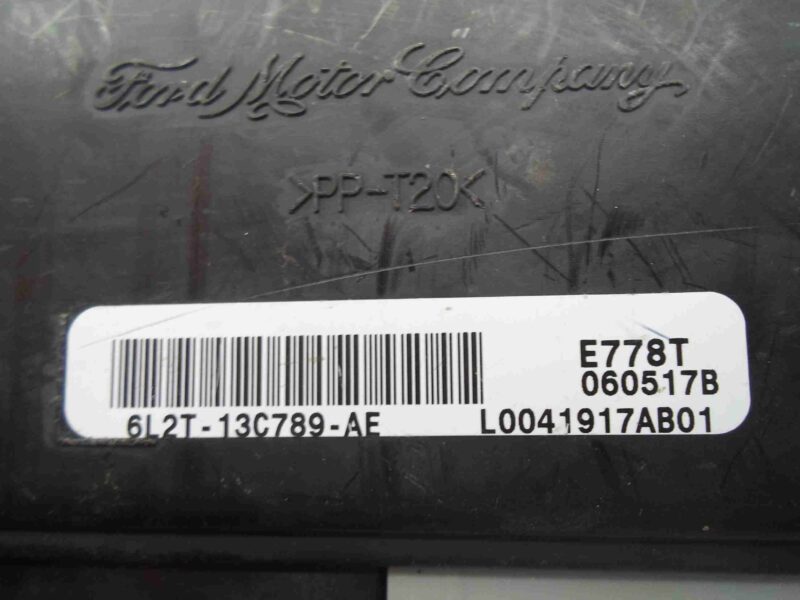 Ford Motor Company
>PP-T20<
E778T
060517B
6L2T-13C789-AE L0041917AB01